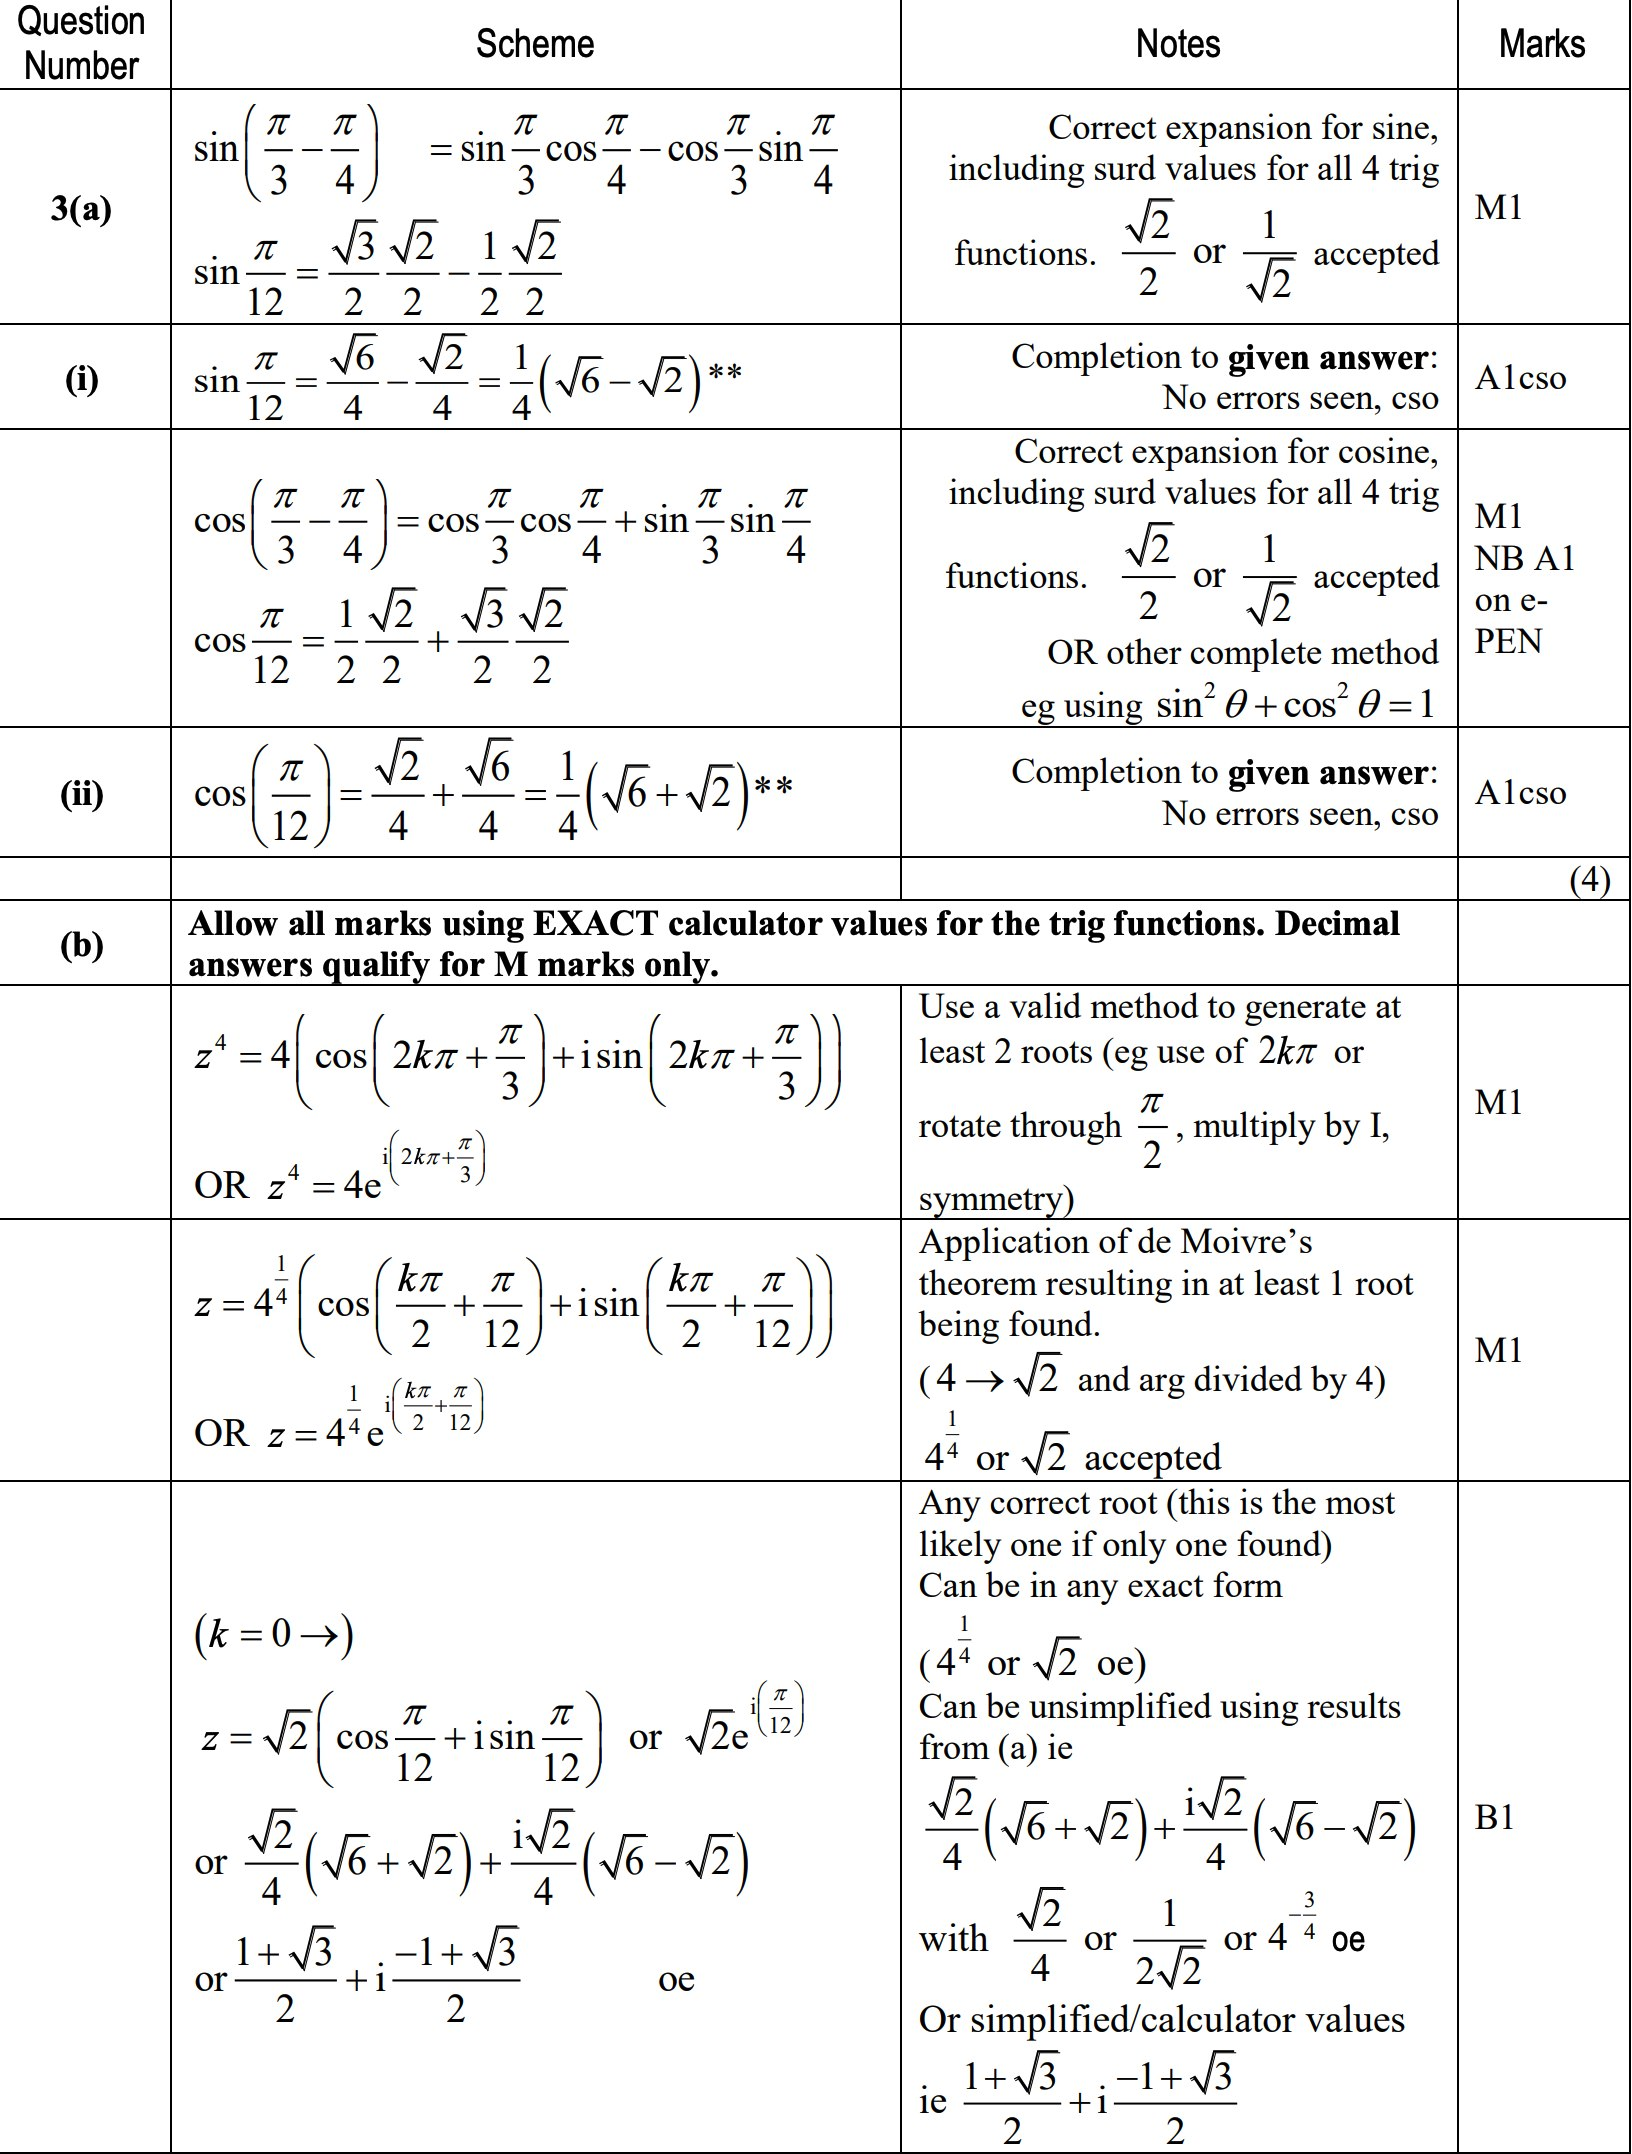 Question Number | Scheme | Notes | Marks
3(a) | sin(π/3 − π/4) = sin π/3 cos π/4 − cos π/3 sin π/4 | Correct expansion for sine,
including surd values for all 4 trig
functions. √2/2 or 1/√2 accepted | M1
sin π/12 = √3/2 √2/2 − 1/2 √2/2
(i) | sin π/12 = √6/4 − √2/4 = 1/4(√6 − √2)** | Completion to given answer:
No errors seen, cso | A1cso
cos(π/3 − π/4) = cos π/3 cos π/4 + sin π/3 sin π/4
cos π/12 = 1/2 √2/2 + √3/2 √2/2
Correct expansion for cosine,
including surd values for all 4 trig
functions. √2/2 or 1/√2 accepted
OR other complete method
eg using sin² θ + cos² θ = 1
M1
NB A1
on e-
PEN
(ii) | cos(π/12) = √2/4 + √6/4 = 1/4(√6 + √2)** | Completion to given answer:
No errors seen, cso | A1cso
(4)
(b) | Allow all marks using EXACT calculator values for the trig functions. Decimal
answers qualify for M marks only.
z⁴ = 4(cos(2kπ + π/3) + i sin(2kπ + π/3))
OR z⁴ = 4e^(i(2kπ+π/3))
Use a valid method to generate at
least 2 roots (eg use of 2kπ or
rotate through π/2, multiply by I,
symmetry)
M1
z = 4^(1/4)(cos(kπ/2 + π/12) + i sin(kπ/2 + π/12))
OR z = 4^(1/4) e^(i(kπ/2+π/12))
Application of de Moivre's
theorem resulting in at least 1 root
being found.
(4 → √2 and arg divided by 4)
4^(1/4) or √2 accepted
M1
(k = 0 →)
z = √2(cos π/12 + i sin π/12) or √2e^(i(π/12))
or √2/4(√6 + √2) + i√2/4(√6 − √2)
or (1 + √3)/2 + i(−1 + √3)/2 oe
Any correct root (this is the most
likely one if only one found)
Can be in any exact form
(4^(1/4) or √2 oe)
Can be unsimplified using results
from (a) ie
√2/4(√6 + √2) + i√2/4(√6 − √2)
with √2/4 or 1/(2√2) or 4^(−3/4) oe
Or simplified/calculator values
ie (1 + √3)/2 + i(−1 + √3)/2
B1